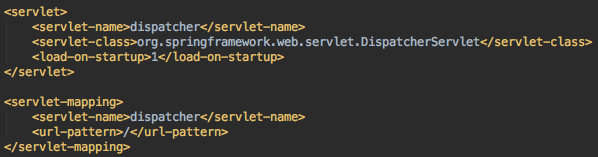 <servlet>
    <servlet-name>dispatcher</servlet-name>
    <servlet-class>org.springframework.web.servlet.DispatcherServlet</servlet-class>
    <load-on-startup>1</load-on-startup>
</servlet>

<servlet-mapping>
    <servlet-name>dispatcher</servlet-name>
    <url-pattern>/</url-pattern>
</servlet-mapping>